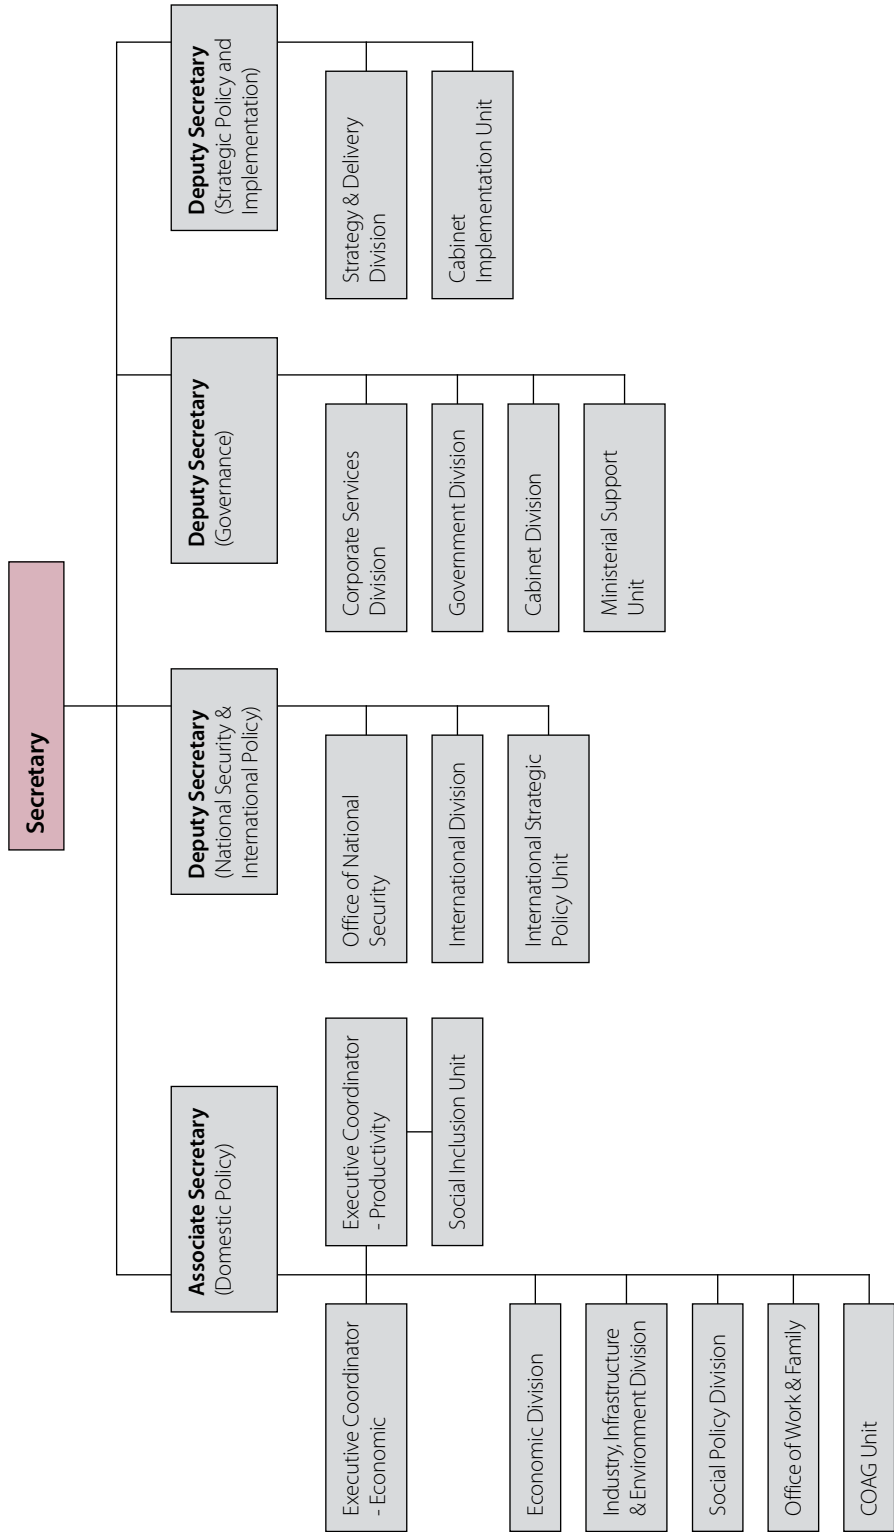 Secretary
Associate Secretary
(Domestic Policy)
Executive Coordinator
- Economic
Executive Coordinator
- Productivity
Social Inclusion Unit
Economic Division
Industry, Infrastructure
& Environment Division
Social Policy Division
Office of Work & Family
COAG Unit
Deputy Secretary
(National Security &
International Policy)
Office of National
Security
International Division
International Strategic
Policy Unit
Deputy Secretary
(Governance)
Corporate Services
Division
Government Division
Cabinet Division
Ministerial Support
Unit
Deputy Secretary
(Strategic Policy and
Implementation)
Strategy & Delivery
Division
Cabinet
Implementation Unit